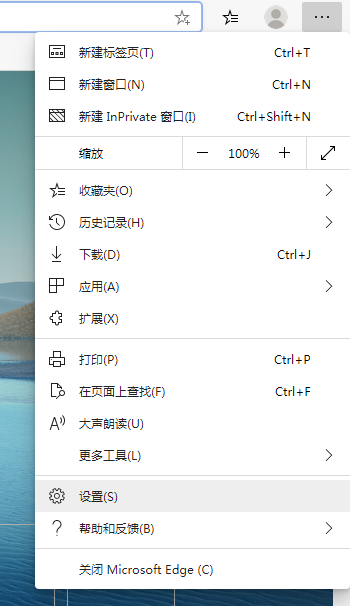 新建标签页(T) Ctrl+T
新建窗口(N) Ctrl+N
新建 InPrivate 窗口(I) Ctrl+Shift+N
缩放 — 100% +
收藏夹(O)
历史记录(H)
下载(D) Ctrl+J
应用(A)
扩展(X)
打印(P) Ctrl+P
在页面上查找(F) Ctrl+F
大声朗读(U)
更多工具(L)
设置(S)
帮助和反馈(B)
关闭 Microsoft Edge (C)